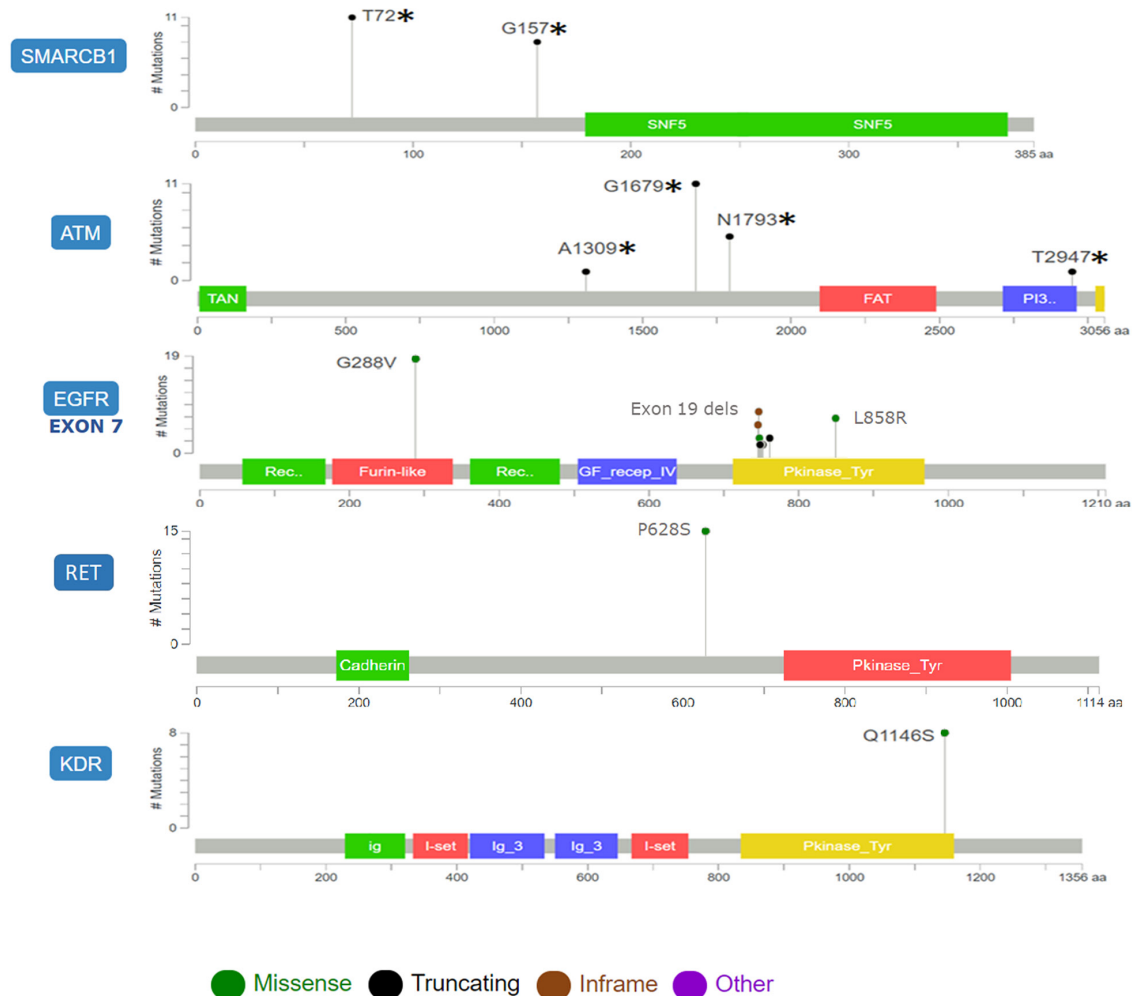 SMARCB1
# Mutations
11
0
T72*
G157*
SNF5 SNF5
0 100 200 300 385 aa
ATM
# Mutations
11
0
A1309*
G1679*
N1793*
T2947*
TAN FAT PI3..
0 500 1000 1500 2000 2500 3056 aa
EGFR
EXON 7
# Mutations
19
0
G288V
Exon 19 dels
L858R
Rec.. Furin-like Rec.. GF_recep_IV Pkinase_Tyr
0 200 400 600 800 1000 1210 aa
RET
# Mutations
15
0
P628S
Cadherin Pkinase_Tyr
0 200 400 600 800 1000 1114 aa
KDR
# Mutations
8
0
Q1146S
ig I-set Ig_3 Ig_3 I-set Pkinase_Tyr
0 200 400 600 800 1000 1200 1356 aa
Missense Truncating Inframe Other